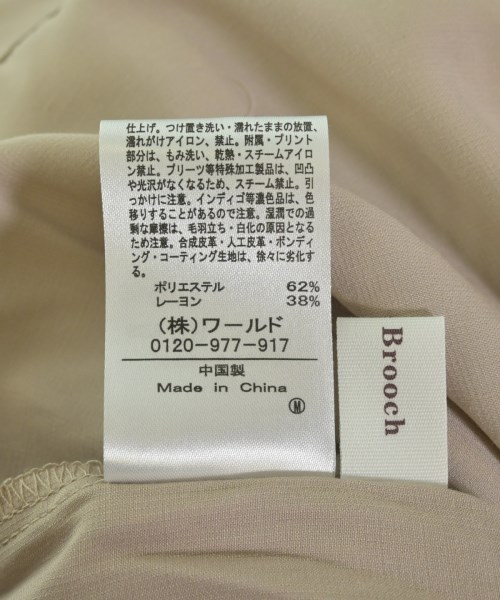 仕上げ。つけ置き洗い・濡れたままの放置、
濡れがけアイロン、禁止。附属・プリント
部分は、もみ洗い、乾熱・スチームアイロ
ン禁止。プリーツ等特殊加工製品は、凹凸
や光沢がなくなるため、スチーム禁止。引
っかけに注意。インディゴ等濃色品は、色
移りすることがあるので注意。湿潤での過
剰な摩擦は、毛羽立ち・白化の原因となる
ため注意。合成皮革・人工皮革・ボンディ
ング・コーティング生地は、徐々に劣化す
る。
ポリエステル 62%
レーヨン 38%
(株)ワールド
0120-977-917
中国製
Made in China
M
Brooch